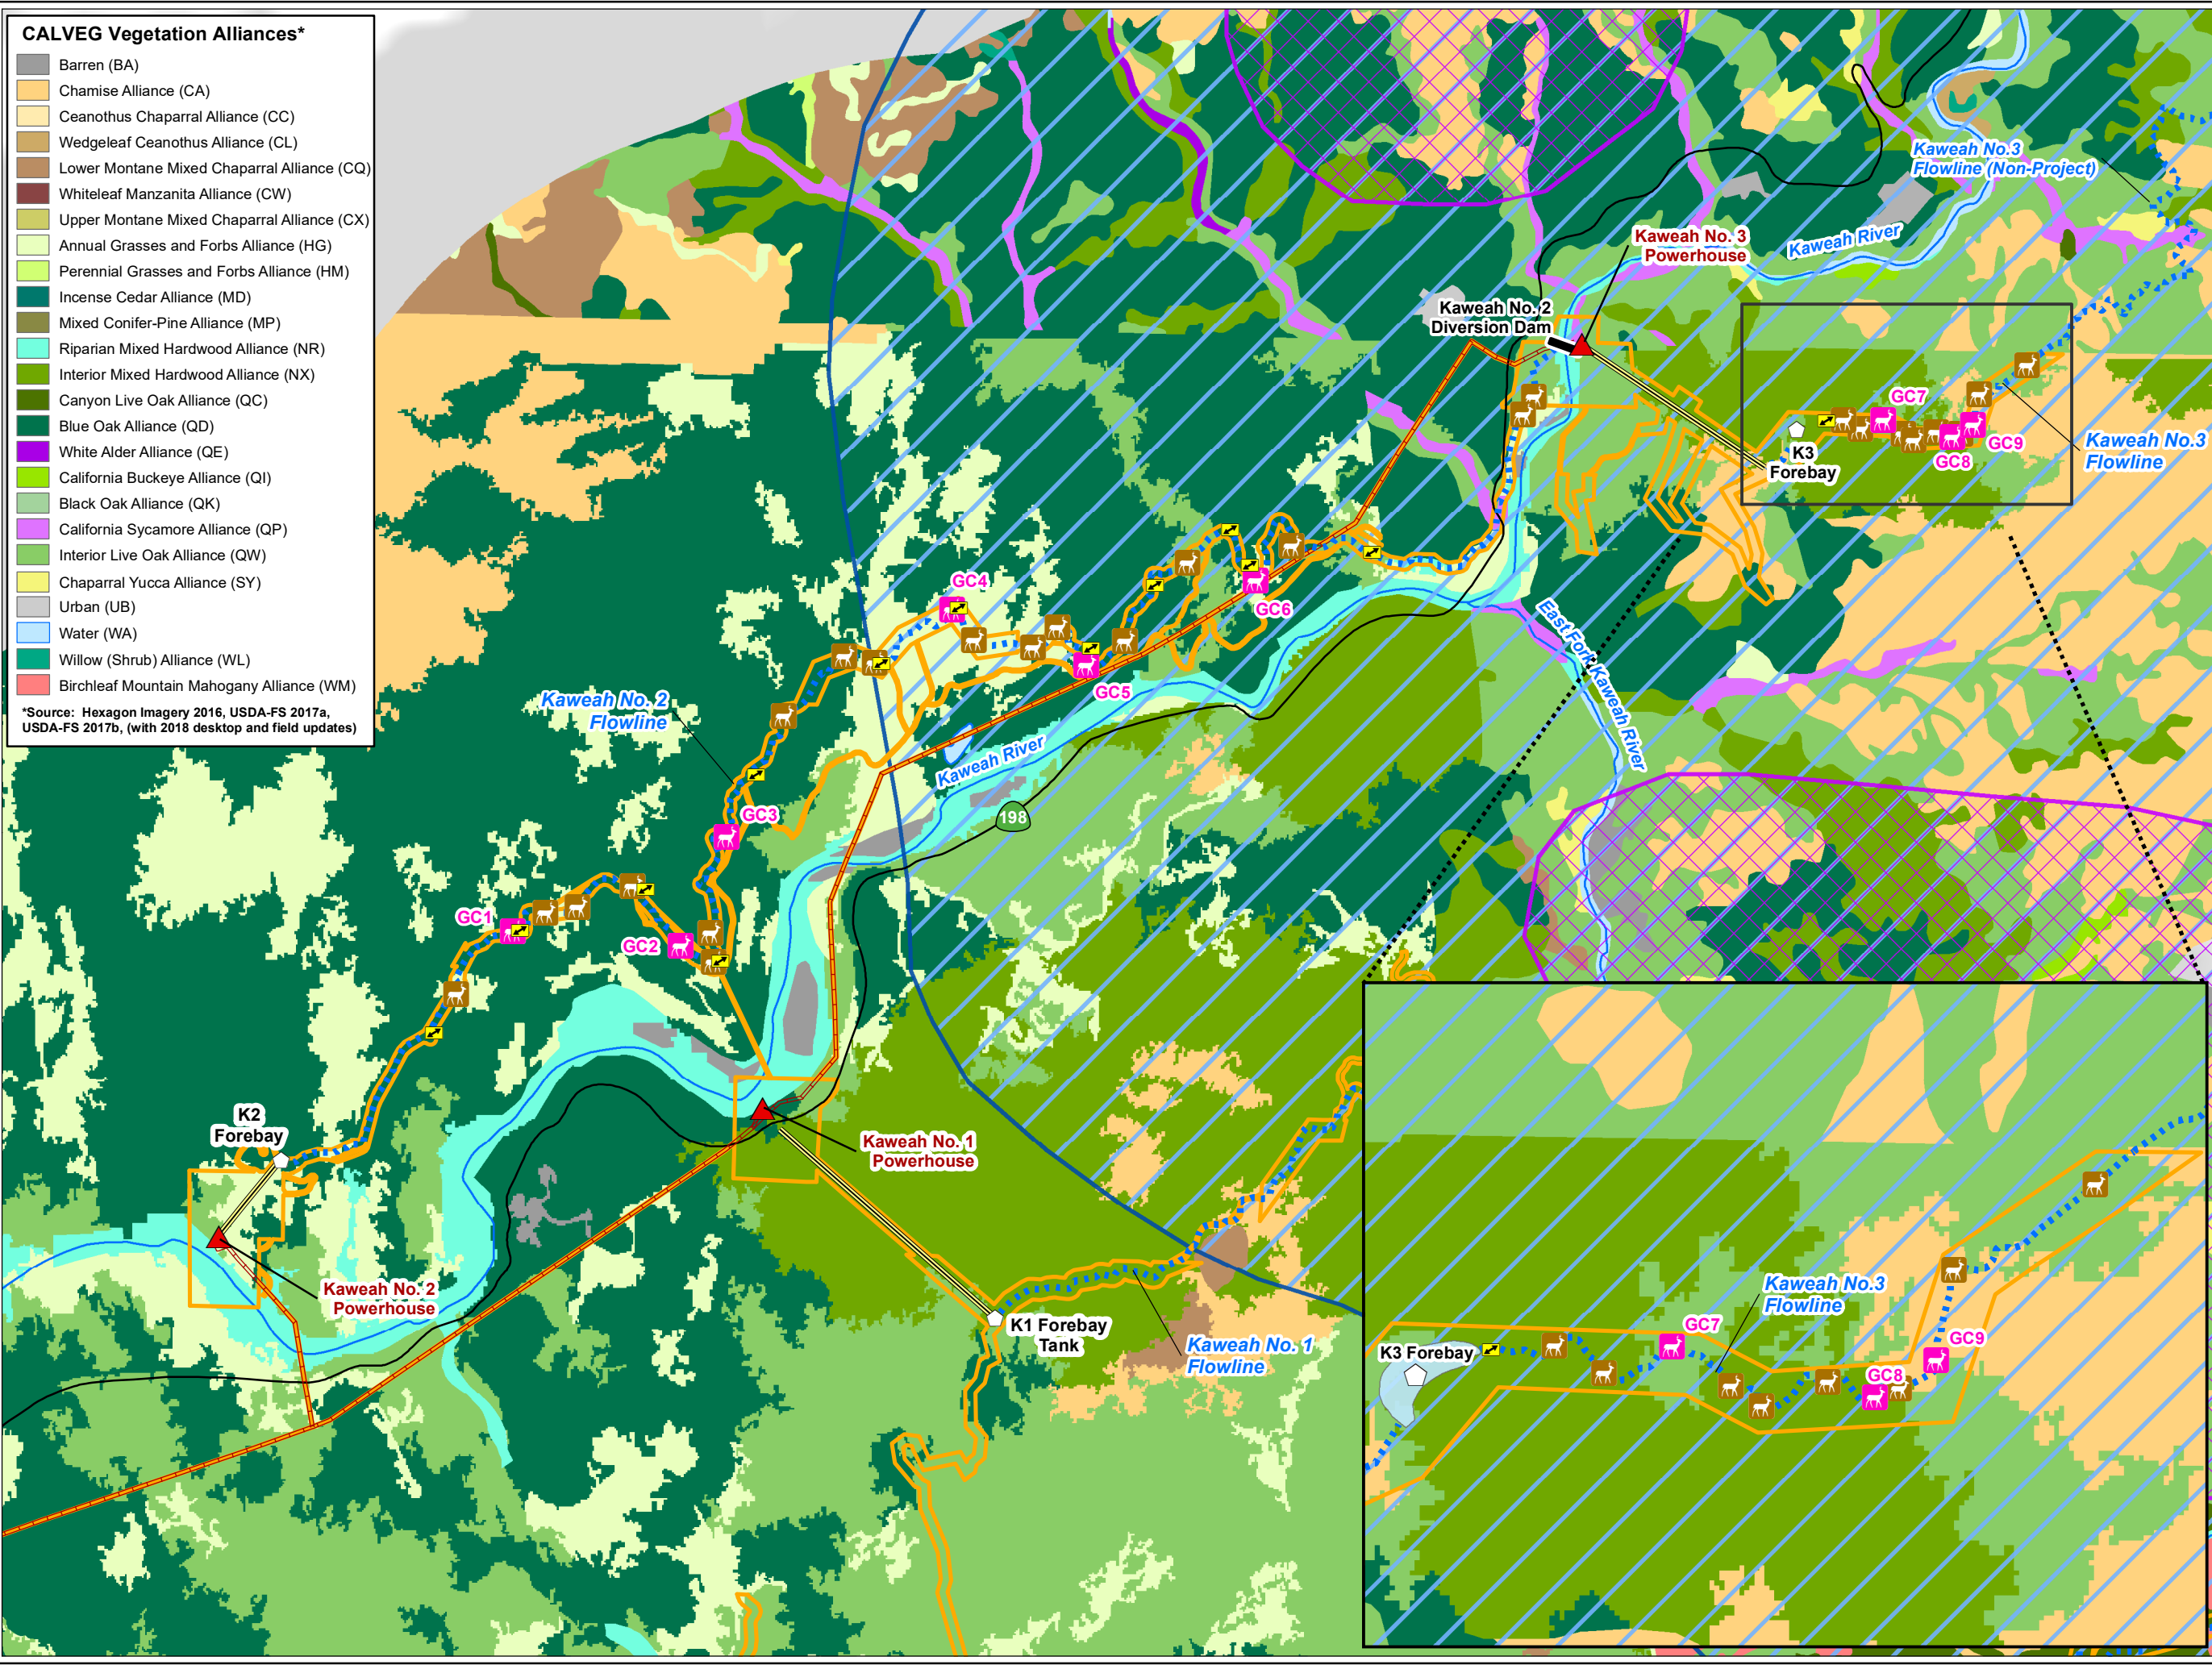 CALVEG Vegetation Alliances*
Barren (BA)
Chamise Alliance (CA)
Ceanothus Chaparral Alliance (CC)
Wedgeleaf Ceanothus Alliance (CL)
Lower Montane Mixed Chaparral Alliance (CQ)
Whiteleaf Manzanita Alliance (CW)
Upper Montane Mixed Chaparral Alliance (CX)
Annual Grasses and Forbs Alliance (HG)
Perennial Grasses and Forbs Alliance (HM)
Incense Cedar Alliance (MD)
Mixed Conifer-Pine Alliance (MP)
Riparian Mixed Hardwood Alliance (NR)
Interior Mixed Hardwood Alliance (NX)
Canyon Live Oak Alliance (QC)
Blue Oak Alliance (QD)
White Alder Alliance (QE)
California Buckeye Alliance (QI)
Black Oak Alliance (QK)
California Sycamore Alliance (QP)
Interior Live Oak Alliance (QW)
Chaparral Yucca Alliance (SY)
Urban (UB)
Water (WA)
Willow (Shrub) Alliance (WL)
Birchleaf Mountain Mahogany Alliance (WM)
*Source: Hexagon Imagery 2016, USDA-FS 2017a,
USDA-FS 2017b, (with 2018 desktop and field updates)
Kaweah No.3
Flowline (Non-Project)
Kaweah River
Kaweah No. 3
Powerhouse
Kaweah No. 2
Diversion Dam
GC7
GC9
GC8
K3
Forebay
Kaweah No.3
Flowline
GC4
GC6
GC5
East Fork Kaweah River
Kaweah No. 2
Flowline
Kaweah River
198
GC3
GC1
GC2
K2
Forebay
Kaweah No. 1
Powerhouse
Kaweah No. 2
Powerhouse
K1 Forebay
Tank
Kaweah No. 1
Flowline
Kaweah No.3
Flowline
GC7
GC9
K3 Forebay
GC8